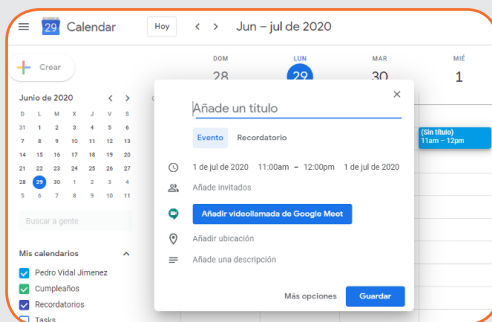 29 Calendar Hoy < > Jun – jul de 2020
Crear
DOM LUN MAR MIÉ
28 29 30 1
Junio de 2020 < >
D L M X J V S
31 1 2 3 4 5 6
7 8 9 10 11 12 13
14 15 16 17 18 19 20
21 22 23 24 25 26 27
28 29 30 1 2 3 4
5 6 7 8 9 10 11
Buscar a gente
Mis calendarios
Pedro Vidal Jimenez
Cumpleaños
Recordatorios
Tasks
Añade un titulo
Evento Recordatorio
1 de jul de 2020 11:00am – 12:00pm 1 de jul de 2020
Añade invitados
Añadir videollamada de Google Meet
Añadir ubicación
Añade una descripción
Más opciones Guardar
(Sin título)
11am – 12pm